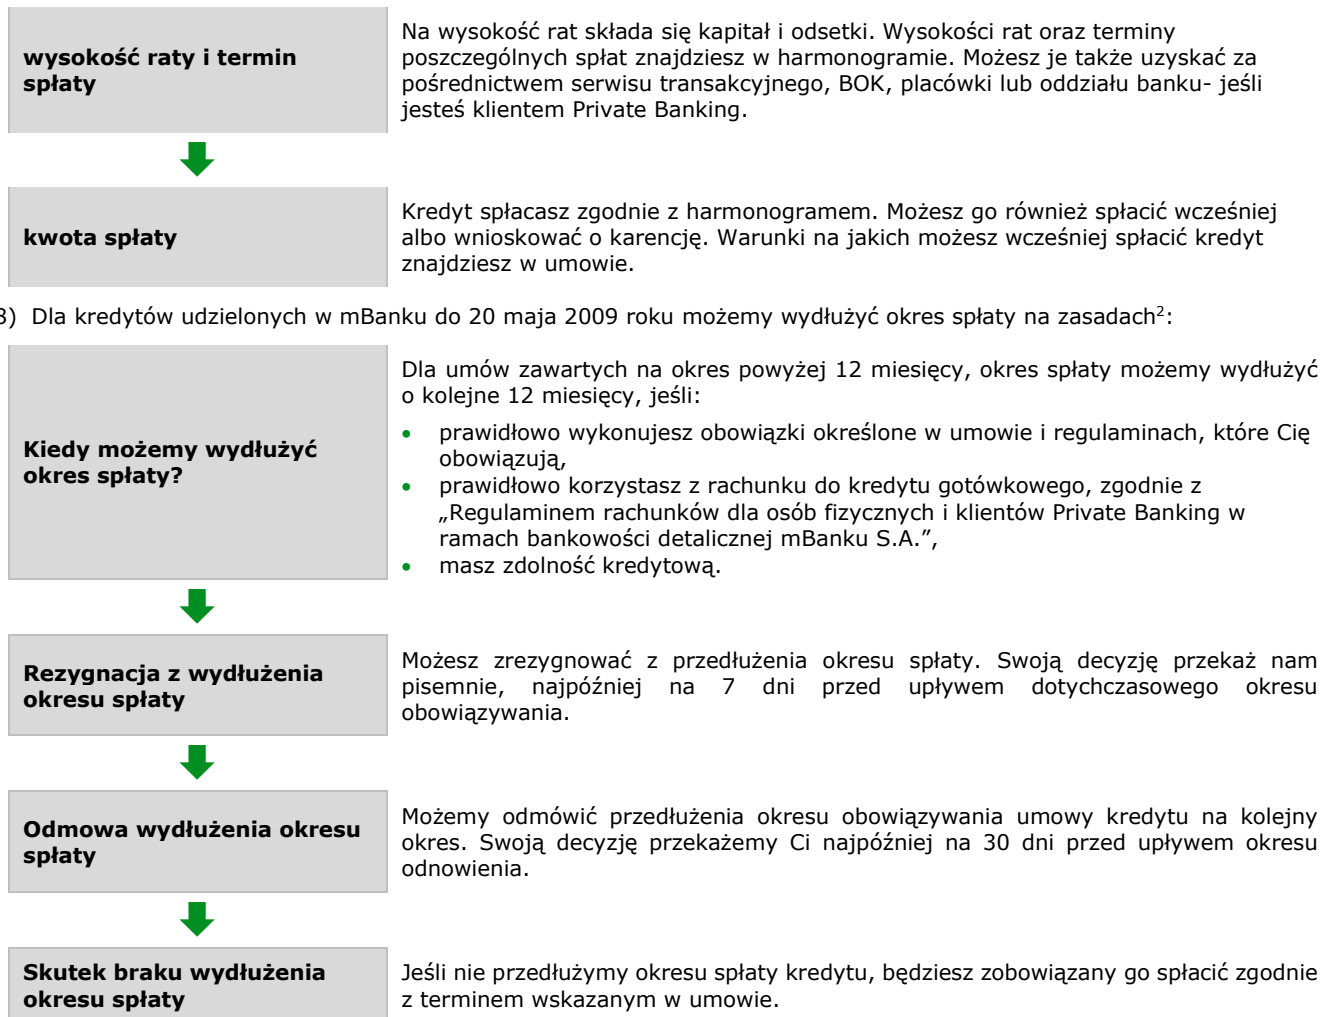 wysokość raty i termin
spłaty
Na wysokość rat składa się kapitał i odsetki. Wysokości rat oraz terminy
poszczególnych spłat znajdziesz w harmonogramie. Możesz je także uzyskać za
pośrednictwem serwisu transakcyjnego, BOK, placówki lub oddziału banku- jeśli
jesteś klientem Private Banking.
kwota spłaty
Kredyt spłacasz zgodnie z harmonogramem. Możesz go również spłacić wcześniej
albo wnioskować o karencję. Warunki na jakich możesz wcześniej spłacić kredyt
znajdziesz w umowie.
3) Dla kredytów udzielonych w mBanku do 20 maja 2009 roku możemy wydłużyć okres spłaty na zasadach²:
Kiedy możemy wydłużyć
okres spłaty?
Dla umów zawartych na okres powyżej 12 miesięcy, okres spłaty możemy wydłużyć
o kolejne 12 miesięcy, jeśli:
• prawidłowo wykonujesz obowiązki określone w umowie i regulaminach, które Cię
obowiązują,
• prawidłowo korzystasz z rachunku do kredytu gotówkowego, zgodnie z
„Regulaminem rachunków dla osób fizycznych i klientów Private Banking w
ramach bankowości detalicznej mBanku S.A.”,
• masz zdolność kredytową.
Rezygnacja z wydłużenia
okresu spłaty
Możesz zrezygnować z przedłużenia okresu spłaty. Swoją decyzję przekaż nam
pisemnie, najpóźniej na 7 dni przed upływem dotychczasowego okresu
obowiązywania.
Odmowa wydłużenia okresu
spłaty
Możemy odmówić przedłużenia okresu obowiązywania umowy kredytu na kolejny
okres. Swoją decyzję przekażemy Ci najpóźniej na 30 dni przed upływem okresu
odnowienia.
Skutek braku wydłużenia
okresu spłaty
Jeśli nie przedłużymy okresu spłaty kredytu, będziesz zobowiązany go spłacić zgodnie
z terminem wskazanym w umowie.